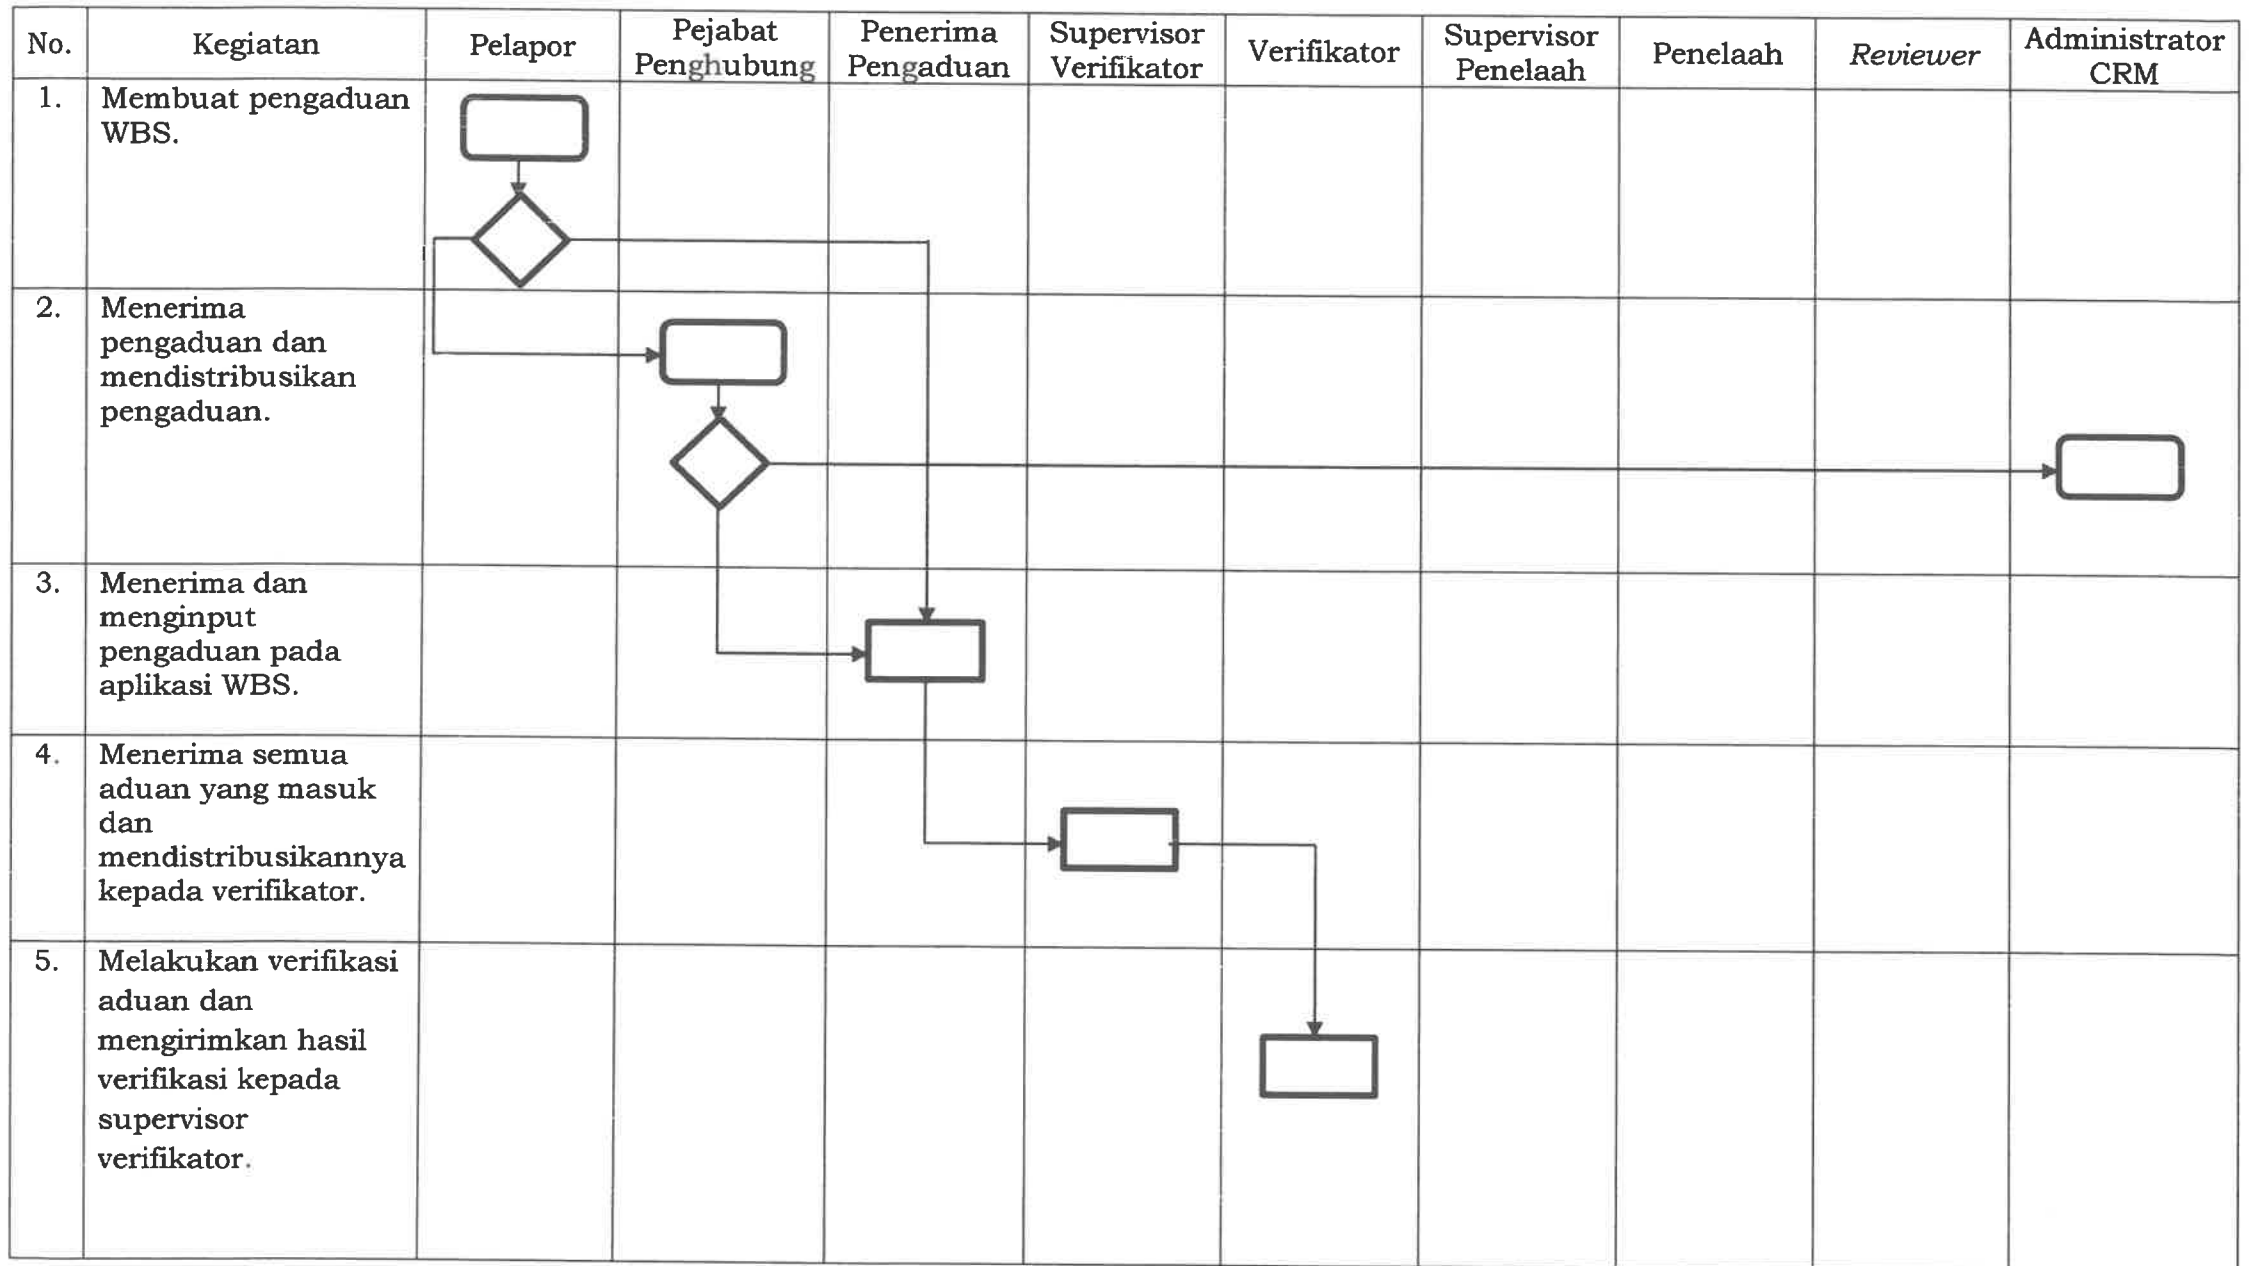 No.
Kegiatan
Pelapor
Pejabat
Penghubung
Penerima
Pengaduan
Supervisor
Verifikator
Verifikator
Supervisor
Penelaah
Penelaah
Reviewer
Administrator
CRM
1.
Membuat pengaduan
WBS.
2.
Menerima
pengaduan dan
mendistribusikan
pengaduan.
3.
Menerima dan
menginput
pengaduan pada
aplikasi WBS.
4.
Menerima semua
aduan yang masuk
dan
mendistribusikannya
kepada verifikator.
5.
Melakukan verifikasi
aduan dan
mengirimkan hasil
verifikasi kepada
supervisor
verifikator.